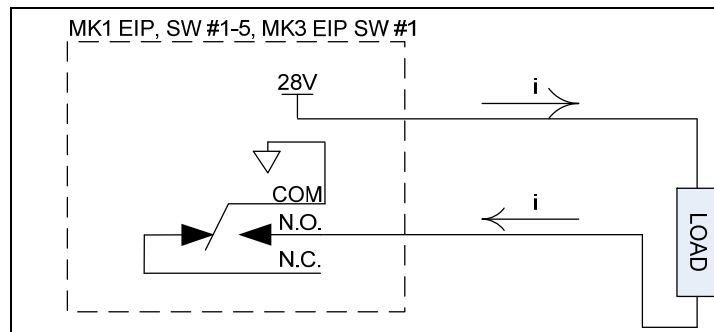 MK1 EIP, SW #1-5, MK3 EIP SW #1
28V
i
COM
i
N.O.
N.C.
LOAD